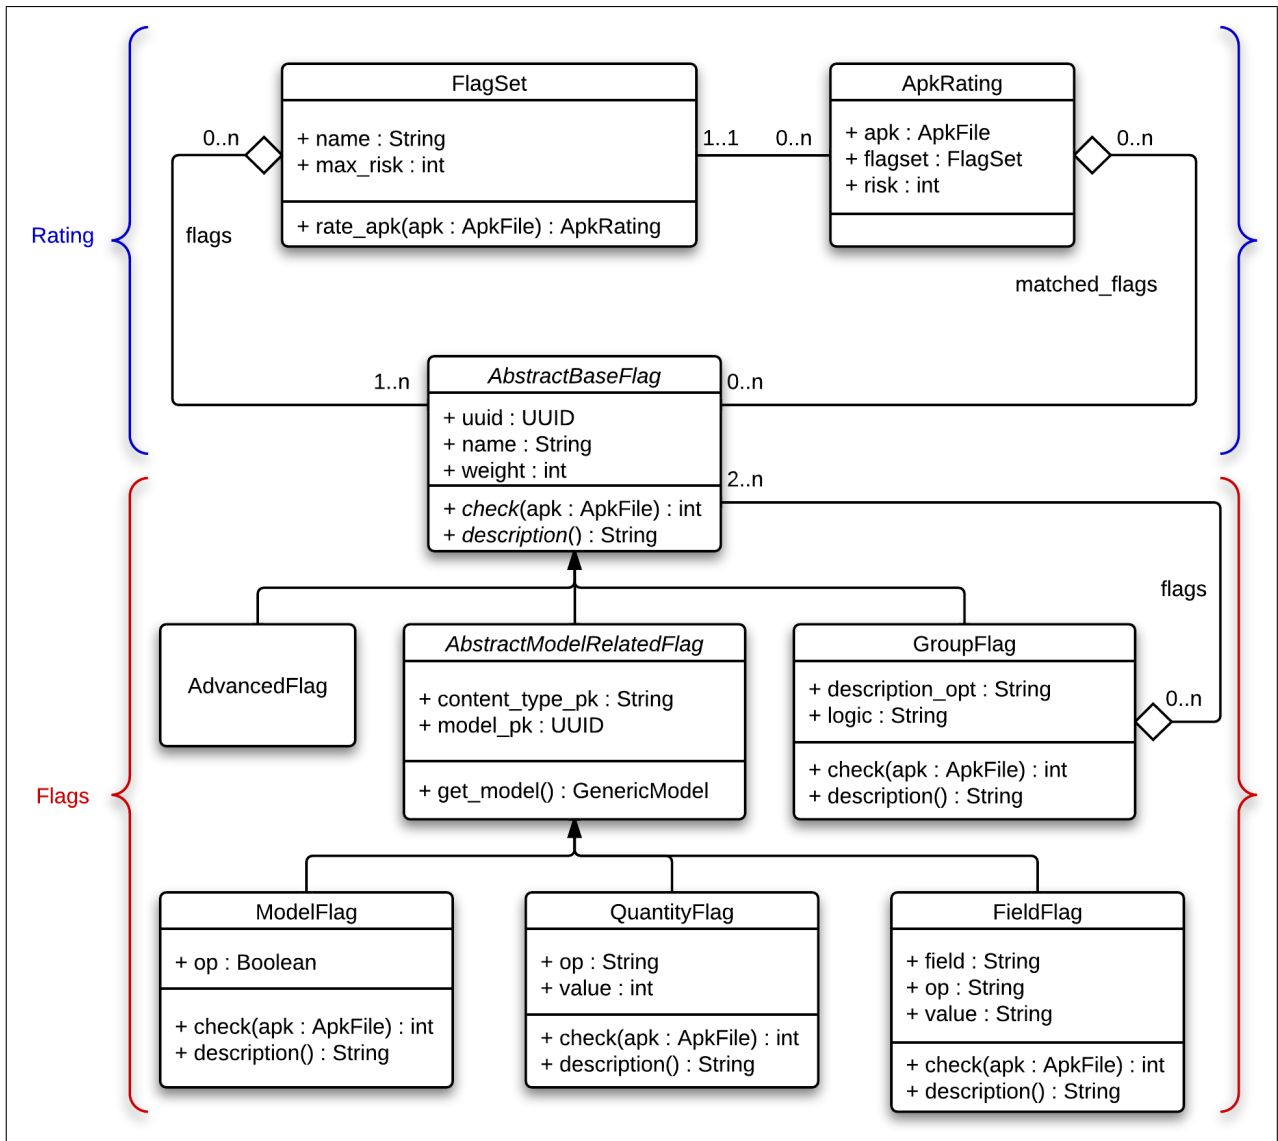 FlagSet
+ name : String
+ max_risk : int
+ rate_apk(apk : ApkFile) : ApkRating
ApkRating
+ apk : ApkFile
+ flagset : FlagSet
+ risk : int
0..n
1..1
0..n
0..n
Rating
flags
matched_flags
1..n
0..n
AbstractBaseFlag
+ uuid : UUID
+ name : String
+ weight : int
+ check(apk : ApkFile) : int
+ description() : String
2..n
flags
AdvancedFlag
AbstractModelRelatedFlag
+ content_type_pk : String
+ model_pk : UUID
+ get_model() : GenericModel
GroupFlag
+ description_opt : String
+ logic : String
+ check(apk : ApkFile) : int
+ description() : String
0..n
Flags
ModelFlag
+ op : Boolean
+ check(apk : ApkFile) : int
+ description() : String
QuantityFlag
+ op : String
+ value : int
+ check(apk : ApkFile) : int
+ description() : String
FieldFlag
+ field : String
+ op : String
+ value : String
+ check(apk : ApkFile) : int
+ description() : String